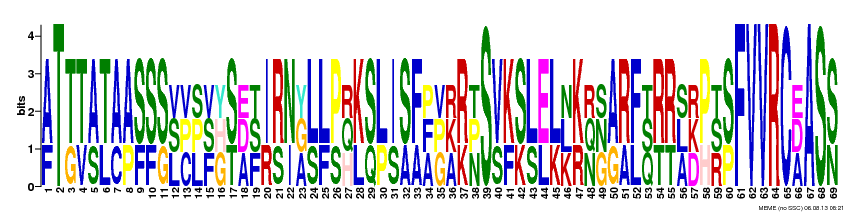 bits
4
3
2
1
0
ATTTATAASSSVVSVYSETIRNYLLPRKSLISFPVRRTSVKSLELNKRSARFTRRSRPTSFVVRCEASS
SPPSHDSGQFPKPLQNSLKSD
FGVSLCPFFGLCLFGTAFRSIASFSHLQPSAAAGAKNSFKSLKKRNGGALQTTADHRPAN
1 2 3 4 5 6 7 8 9 10 11 12 13 14 15 16 17 18 19 20 21 22 23 24 25 26 27 28 29 30 31 32 33 34 35 36 37 38 39 40 41 42 43 44 45 46 47 48 49 50 51 52 53 54 55 56 57 58 59 60 61 62 63 64 65 66 67 68 69
MEME (no SSC) 06.08.13 06:21